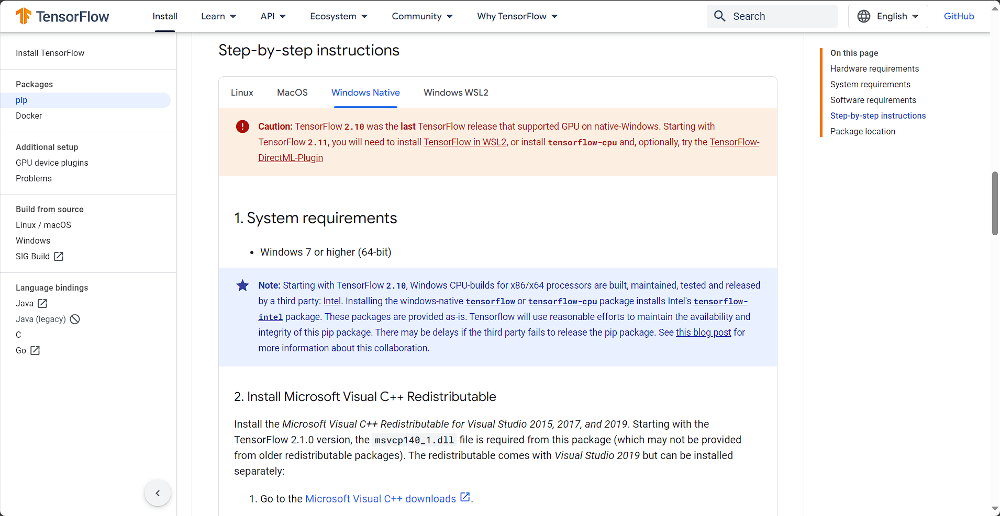 TensorFlow
Install
Learn
API
Ecosystem
Community
Why TensorFlow
Search
English
GitHub
Install TensorFlow
Packages
pip
Docker
Additional setup
GPU device plugins
Problems
Build from source
Linux / macOS
Windows
SIG Build
Language bindings
Java
Java (legacy)
C
Go
Step-by-step instructions
Linux
MacOS
Windows Native
Windows WSL2
Caution: TensorFlow 2.10 was the last TensorFlow release that supported GPU on native-Windows. Starting with
TensorFlow 2.11, you will need to install TensorFlow in WSL2, or install tensorflow-cpu and, optionally, try the TensorFlow-
DirectML-Plugin
1. System requirements
• Windows 7 or higher (64-bit)
Note: Starting with TensorFlow 2.10, Windows CPU-builds for x86/x64 processors are built, maintained, tested and released
by a third party: Intel. Installing the windows-native tensorflow or tensorflow-cpu package installs Intel's tensorflow-
intel package. These packages are provided as-is. Tensorflow will use reasonable efforts to maintain the availability and
integrity of this pip package. There may be delays if the third party fails to release the pip package. See this blog post for
more information about this collaboration.
2. Install Microsoft Visual C++ Redistributable
Install the Microsoft Visual C++ Redistributable for Visual Studio 2015, 2017, and 2019. Starting with the
TensorFlow 2.1.0 version, the msvcp140_1.dll file is required from this package (which may not be provided
from older redistributable packages). The redistributable comes with Visual Studio 2019 but can be installed
separately:
1. Go to the Microsoft Visual C++ downloads.
On this page
Hardware requirements
System requirements
Software requirements
Step-by-step instructions
Package location